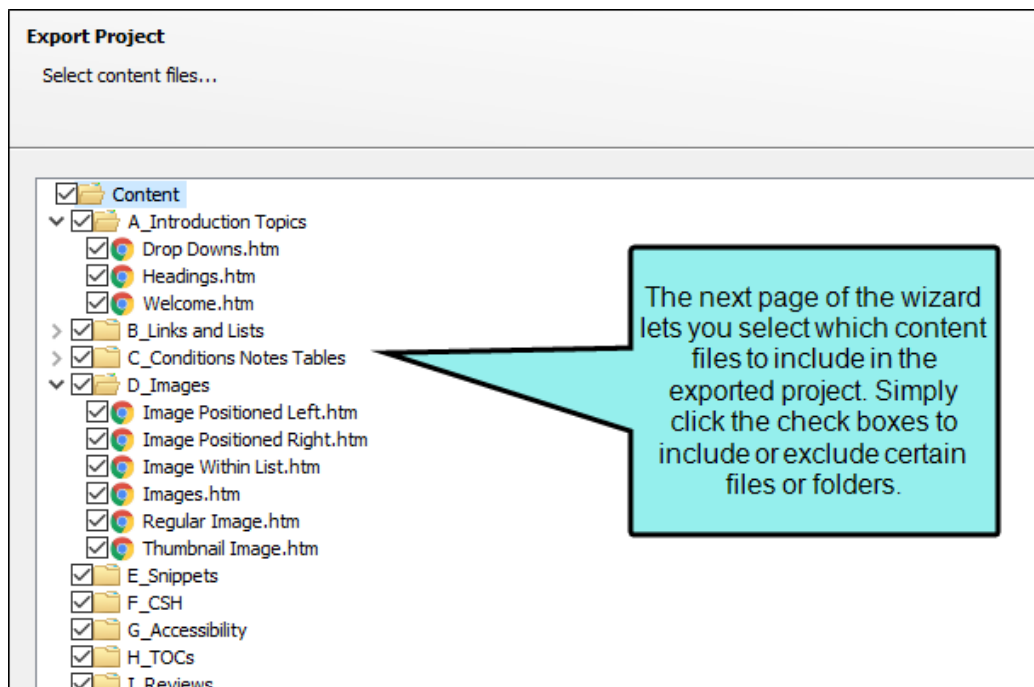 Export Project
Select content files...
Content
A_Introduction Topics
Drop Downs.htm
Headings.htm
Welcome.htm
B_Links and Lists
C_Conditions Notes Tables
D_Images
Image Positioned Left.htm
Image Positioned Right.htm
Image Within List.htm
Images.htm
Regular Image.htm
Thumbnail Image.htm
E_Snippets
F_CSH
G_Accessibility
H_TOCs
I_Reviews
The next page of the wizard
lets you select which content
files to include in the
exported project. Simply
click the check boxes to
include or exclude certain
files or folders.